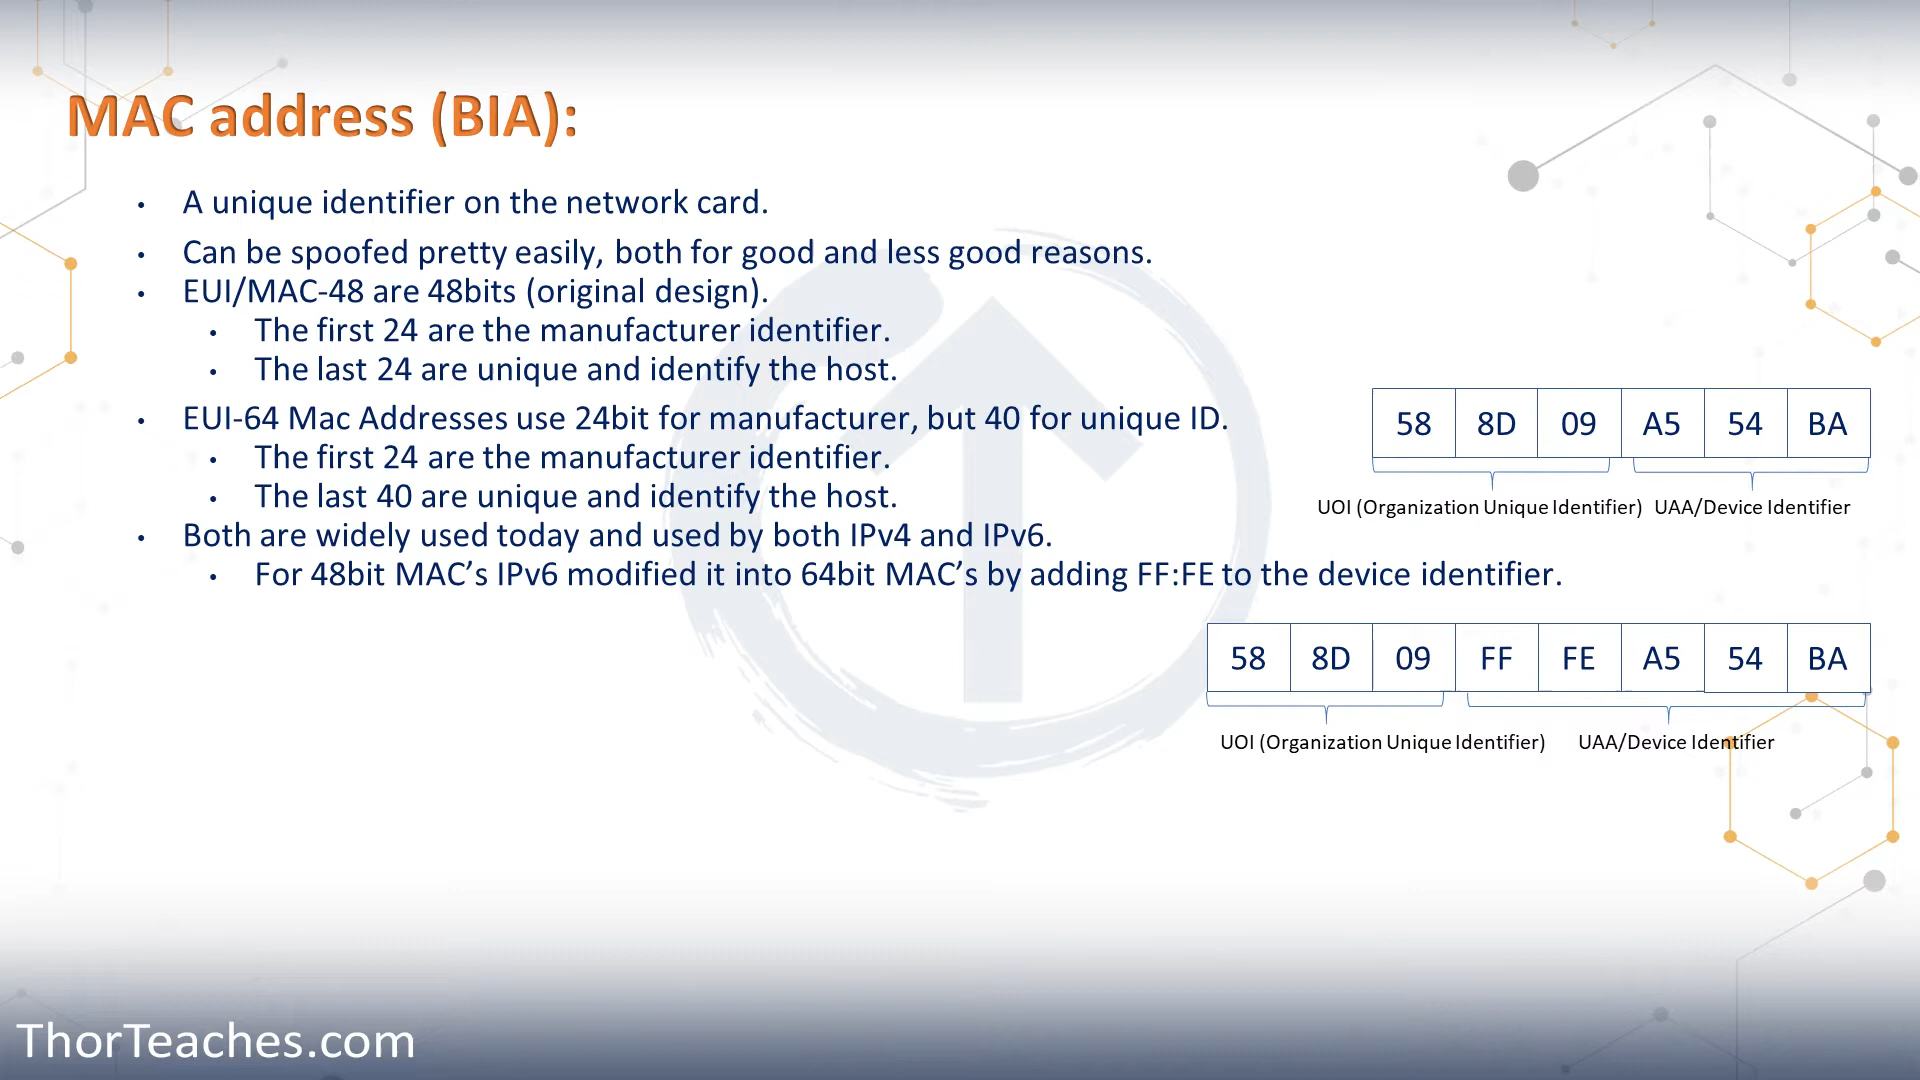 MAC address (BIA):
• A unique identifier on the network card.
• Can be spoofed pretty easily, both for good and less good reasons.
• EUI/MAC-48 are 48bits (original design).
• The first 24 are the manufacturer identifier.
• The last 24 are unique and identify the host.
• EUI-64 Mac Addresses use 24bit for manufacturer, but 40 for unique ID.
• The first 24 are the manufacturer identifier.
• The last 40 are unique and identify the host.
• Both are widely used today and used by both IPv4 and IPv6.
• For 48bit MAC’s IPv6 modified it into 64bit MAC’s by adding FF:FE to the device identifier.
58 8D 09 A5 54 BA
UOI (Organization Unique Identifier) UAA/Device Identifier
58 8D 09 FF FE A5 54 BA
UOI (Organization Unique Identifier) UAA/Device Identifier
ThorTeaches.com